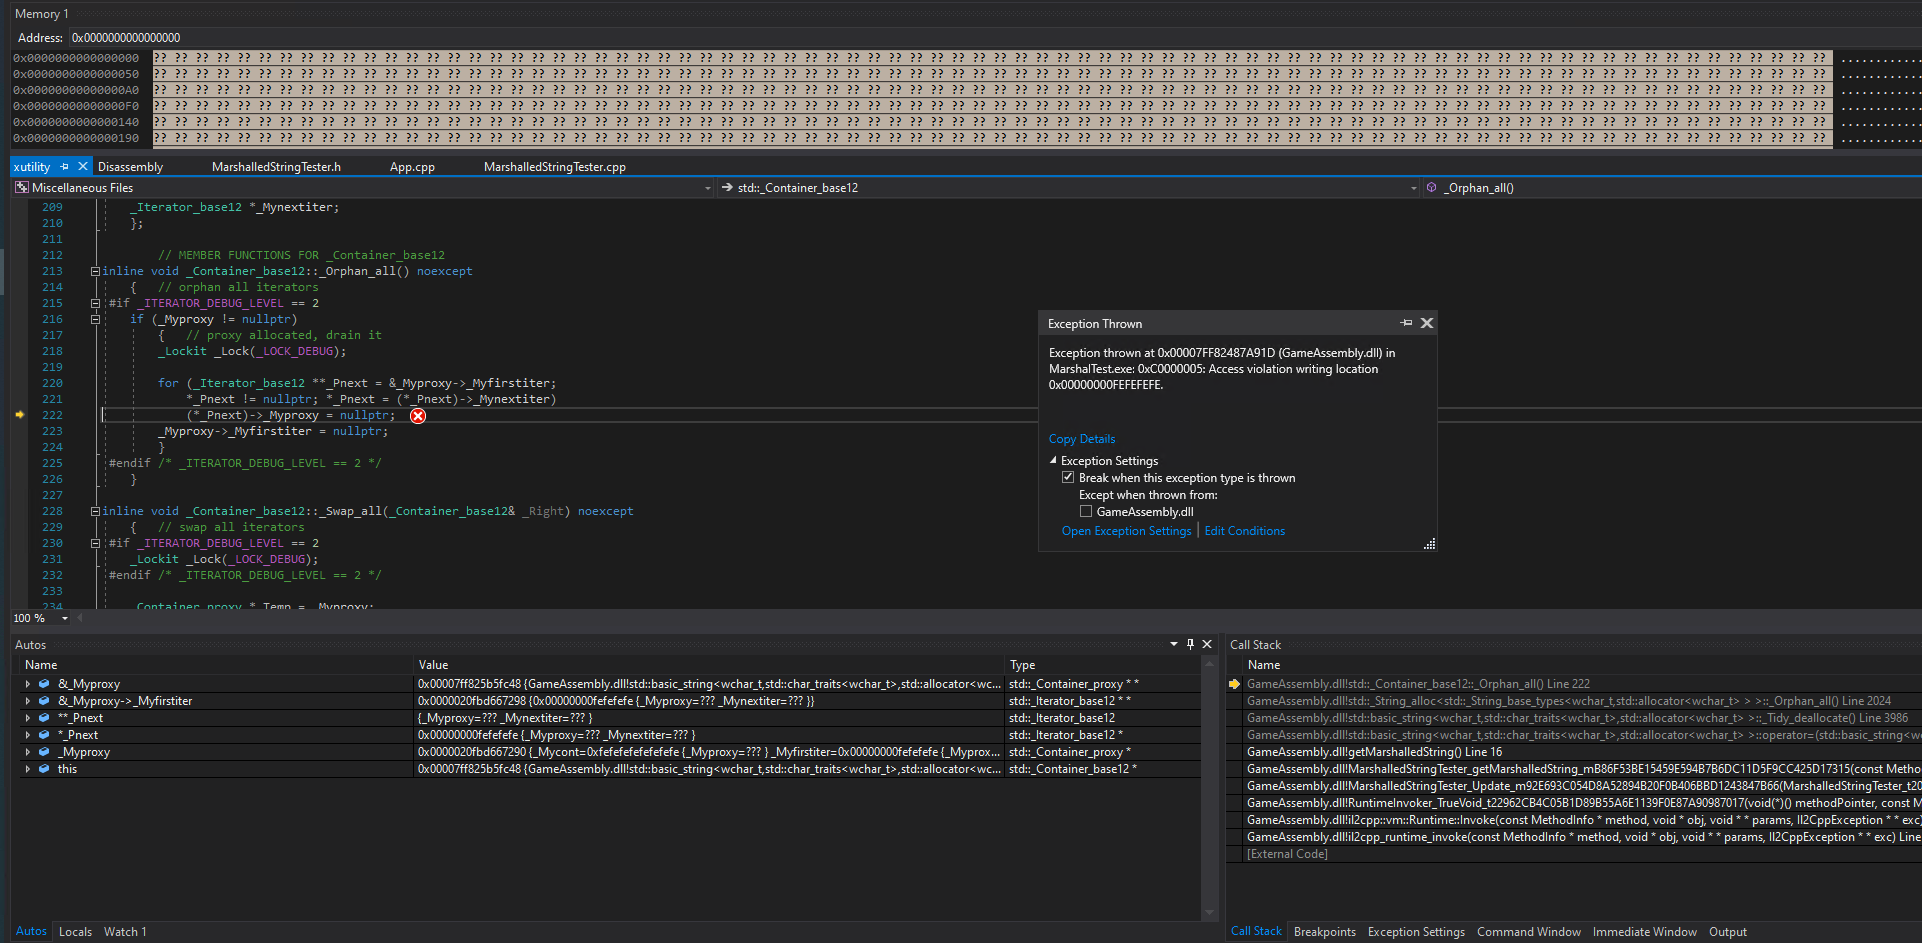 Memory 1
Address: 0x0000000000000000
0x0000000000000000 ?? ?? ?? ?? ?? ?? ?? ?? ?? ?? ?? ?? ?? ?? ?? ?? ?? ?? ?? ?? ?? ?? ?? ?? ?? ?? ?? ?? ?? ?? ?? ?? ?? ?? ?? ?? ?? ?? ?? ?? ?? ?? ?? ?? ?? ?? ?? ?? ?? ?? ?? ?? ?? ?? ?? ?? ?? ?? ?? ?? ?? ?? ?? ?? ?? ?? ?? ?? ?? ?? ?? ?? ?? ?? ?? ?? ?? ?? ?? ?? ............
0x0000000000000050 ?? ?? ?? ?? ?? ?? ?? ?? ?? ?? ?? ?? ?? ?? ?? ?? ?? ?? ?? ?? ?? ?? ?? ?? ?? ?? ?? ?? ?? ?? ?? ?? ?? ?? ?? ?? ?? ?? ?? ?? ?? ?? ?? ?? ?? ?? ?? ?? ?? ?? ?? ?? ?? ?? ?? ?? ?? ?? ?? ?? ?? ?? ?? ?? ?? ?? ?? ?? ?? ?? ?? ?? ?? ?? ?? ?? ?? ?? ?? ?? ............
0x00000000000000A0 ?? ?? ?? ?? ?? ?? ?? ?? ?? ?? ?? ?? ?? ?? ?? ?? ?? ?? ?? ?? ?? ?? ?? ?? ?? ?? ?? ?? ?? ?? ?? ?? ?? ?? ?? ?? ?? ?? ?? ?? ?? ?? ?? ?? ?? ?? ?? ?? ?? ?? ?? ?? ?? ?? ?? ?? ?? ?? ?? ?? ?? ?? ?? ?? ?? ?? ?? ?? ?? ?? ?? ?? ?? ?? ?? ?? ?? ?? ?? ?? ............
0x00000000000000F0 ?? ?? ?? ?? ?? ?? ?? ?? ?? ?? ?? ?? ?? ?? ?? ?? ?? ?? ?? ?? ?? ?? ?? ?? ?? ?? ?? ?? ?? ?? ?? ?? ?? ?? ?? ?? ?? ?? ?? ?? ?? ?? ?? ?? ?? ?? ?? ?? ?? ?? ?? ?? ?? ?? ?? ?? ?? ?? ?? ?? ?? ?? ?? ?? ?? ?? ?? ?? ?? ?? ?? ?? ?? ?? ?? ?? ?? ?? ?? ?? ............
0x0000000000000140 ?? ?? ?? ?? ?? ?? ?? ?? ?? ?? ?? ?? ?? ?? ?? ?? ?? ?? ?? ?? ?? ?? ?? ?? ?? ?? ?? ?? ?? ?? ?? ?? ?? ?? ?? ?? ?? ?? ?? ?? ?? ?? ?? ?? ?? ?? ?? ?? ?? ?? ?? ?? ?? ?? ?? ?? ?? ?? ?? ?? ?? ?? ?? ?? ?? ?? ?? ?? ?? ?? ?? ?? ?? ?? ?? ?? ?? ?? ?? ?? ............
0x0000000000000190 ?? ?? ?? ?? ?? ?? ?? ?? ?? ?? ?? ?? ?? ?? ?? ?? ?? ?? ?? ?? ?? ?? ?? ?? ?? ?? ?? ?? ?? ?? ?? ?? ?? ?? ?? ?? ?? ?? ?? ?? ?? ?? ?? ?? ?? ?? ?? ?? ?? ?? ?? ?? ?? ?? ?? ?? ?? ?? ?? ?? ?? ?? ?? ?? ?? ?? ?? ?? ?? ?? ?? ?? ?? ?? ?? ?? ?? ?? ?? ?? ............
xutility Disassembly MarshalledStringTester.h App.cpp MarshalledStringTester.cpp
Miscellaneous Files std::_Container_base12 _Orphan_all()
209 _Iterator_base12 *_Mynextiter;
210 };
211
212 // MEMBER FUNCTIONS FOR _Container_base12
213 inline void _Container_base12::_Orphan_all() noexcept
214 { // orphan all iterators
215 #if _ITERATOR_DEBUG_LEVEL == 2
216 if (_Myproxy != nullptr)
217 { // proxy allocated, drain it
218 _Lockit _Lock(_LOCK_DEBUG);
219
220 for (_Iterator_base12 **_Pnext = &_Myproxy->_Myfirstiter;
221 *_Pnext != nullptr; *_Pnext = (*_Pnext)->_Mynextiter)
222 (*_Pnext)->_Myproxy = nullptr;
223 _Myproxy->_Myfirstiter = nullptr;
224 }
225 #endif /* _ITERATOR_DEBUG_LEVEL == 2 */
226 }
227
228 inline void _Container_base12::_Swap_all(_Container_base12& _Right) noexcept
229 { // swap all iterators
230 #if _ITERATOR_DEBUG_LEVEL == 2
231 _Lockit _Lock(_LOCK_DEBUG);
232 #endif /* _ITERATOR_DEBUG_LEVEL == 2 */
233
234 _Container_proxy *_Temp = _Myproxy;
Exception Thrown
Exception thrown at 0x00007FF82487A91D (GameAssembly.dll) in
MarshalTest.exe: 0xC0000005: Access violation writing location
0x00000000FEFEFEFE.
Copy Details
Exception Settings
Break when this exception type is thrown
Except when thrown from:
GameAssembly.dll
Open Exception Settings | Edit Conditions
100 %
Autos
Name Value Type
&_Myproxy 0x00007ff825b5fc48 {GameAssembly.dll!std::basic_string<wchar_t,std::char_traits<wchar_t>,std::allocator<wc... std::_Container_proxy * *
&_Myproxy->_Myfirstiter 0x0000020fbd667298 {0x00000000fefefefe {_Myproxy=??? _Mynextiter=??? }} std::_Iterator_base12 * *
**_Pnext {_Myproxy=??? _Mynextiter=??? } std::_Iterator_base12
*_Pnext 0x00000000fefefefe {_Myproxy=??? _Mynextiter=??? } std::_Iterator_base12 *
_Myproxy 0x0000020fbd667290 {_Mycont=0xfefefefefefefefe {_Myproxy=??? } _Myfirstiter=0x00000000fefefefe {_Myprox... std::_Container_proxy *
this 0x00007ff825b5fc48 {GameAssembly.dll!std::basic_string<wchar_t,std::char_traits<wchar_t>,std::allocator<wc... std::_Container_base12 *
Autos Locals Watch 1
Call Stack
Name
GameAssembly.dll!std::_Container_base12::_Orphan_all() Line 222
GameAssembly.dll!std::_String_alloc<std::_String_base_types<wchar_t,std::allocator<wchar_t> > >::_Orphan_all() Line 2024
GameAssembly.dll!std::basic_string<wchar_t,std::char_traits<wchar_t>,std::allocator<wchar_t> >::_Tidy_deallocate() Line 3986
GameAssembly.dll!std::basic_string<wchar_t,std::char_traits<wchar_t>,std::allocator<wchar_t> >::operator=(std::basic_string<w
GameAssembly.dll!getMarshalledString() Line 16
GameAssembly.dll!MarshalledStringTester_getMarshalledString_mB86F53BE15459E594B7B6DC11D5F9CC425D17315(const Metho
GameAssembly.dll!MarshalledStringTester_Update_m92E693C054D8A52894B20F0B406BBD1243847B66(MarshalledStringTester_t20
GameAssembly.dll!RuntimeInvoker_TrueVoid_t22962CB4C05B1D89B55A6E1139F0E87A90987017(void(*)() methodPointer, const M
GameAssembly.dll!il2cpp::vm::Runtime::Invoke(const MethodInfo * method, void * obj, void * * params, Il2CppException * * exc)
GameAssembly.dll!il2cpp_runtime_invoke(const MethodInfo * method, void * obj, void * * params, Il2CppException * * exc) Line
[External Code]
Call Stack Breakpoints Exception Settings Command Window Immediate Window Output